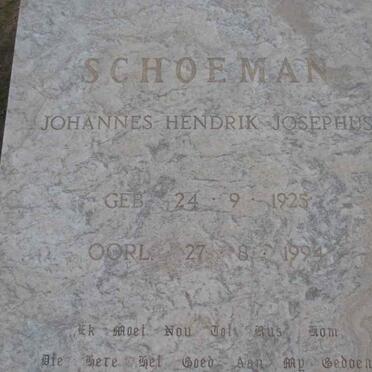 SCHOEMAN
JOHANNES HENDRIK JOSEPHUS
GEB. 24 · 9 · 1925
OORL. 27 · 8 · 1994
Ek Moet Nou Tot Rus Kom
Die Here Het Goed Aan My Gedoen